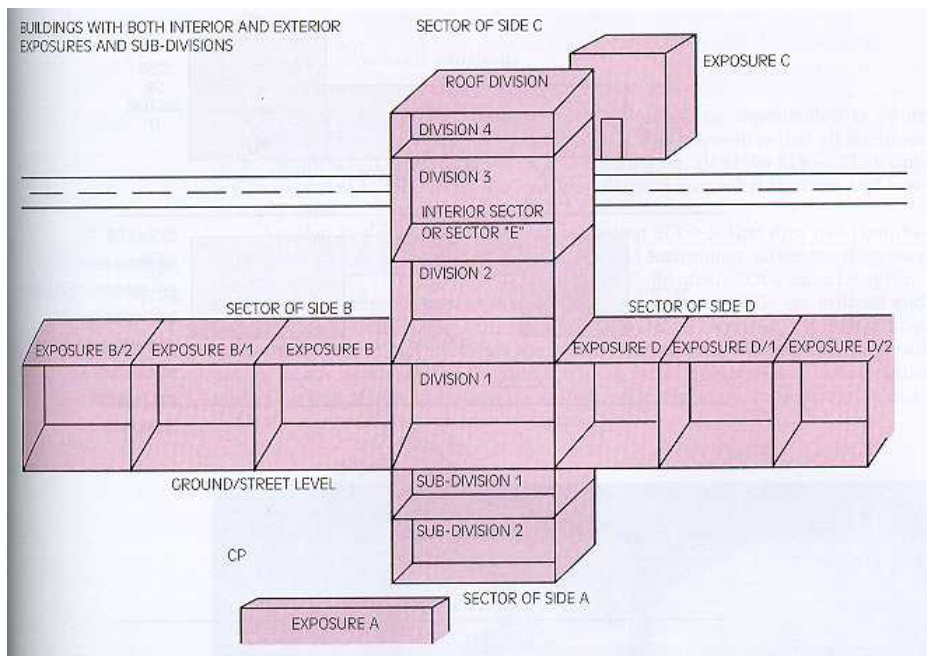 BUILDINGS WITH BOTH INTERIOR AND EXTERIOR
EXPOSURES AND SUB-DIVISIONS
SECTOR OF SIDE C
EXPOSURE C
ROOF DIVISION
DIVISION 4
DIVISION 3
INTERIOR SECTOR
OR SECTOR "E"
DIVISION 2
SECTOR OF SIDE B
SECTOR OF SIDE D
EXPOSURE B/2
EXPOSURE B/1
EXPOSURE B
EXPOSURE D
EXPOSURE D/1
EXPOSURE D/2
DIVISION 1
GROUND/STREET LEVEL
SUB-DIVISION 1
SUB-DIVISION 2
CP
SECTOR OF SIDE A
EXPOSURE A